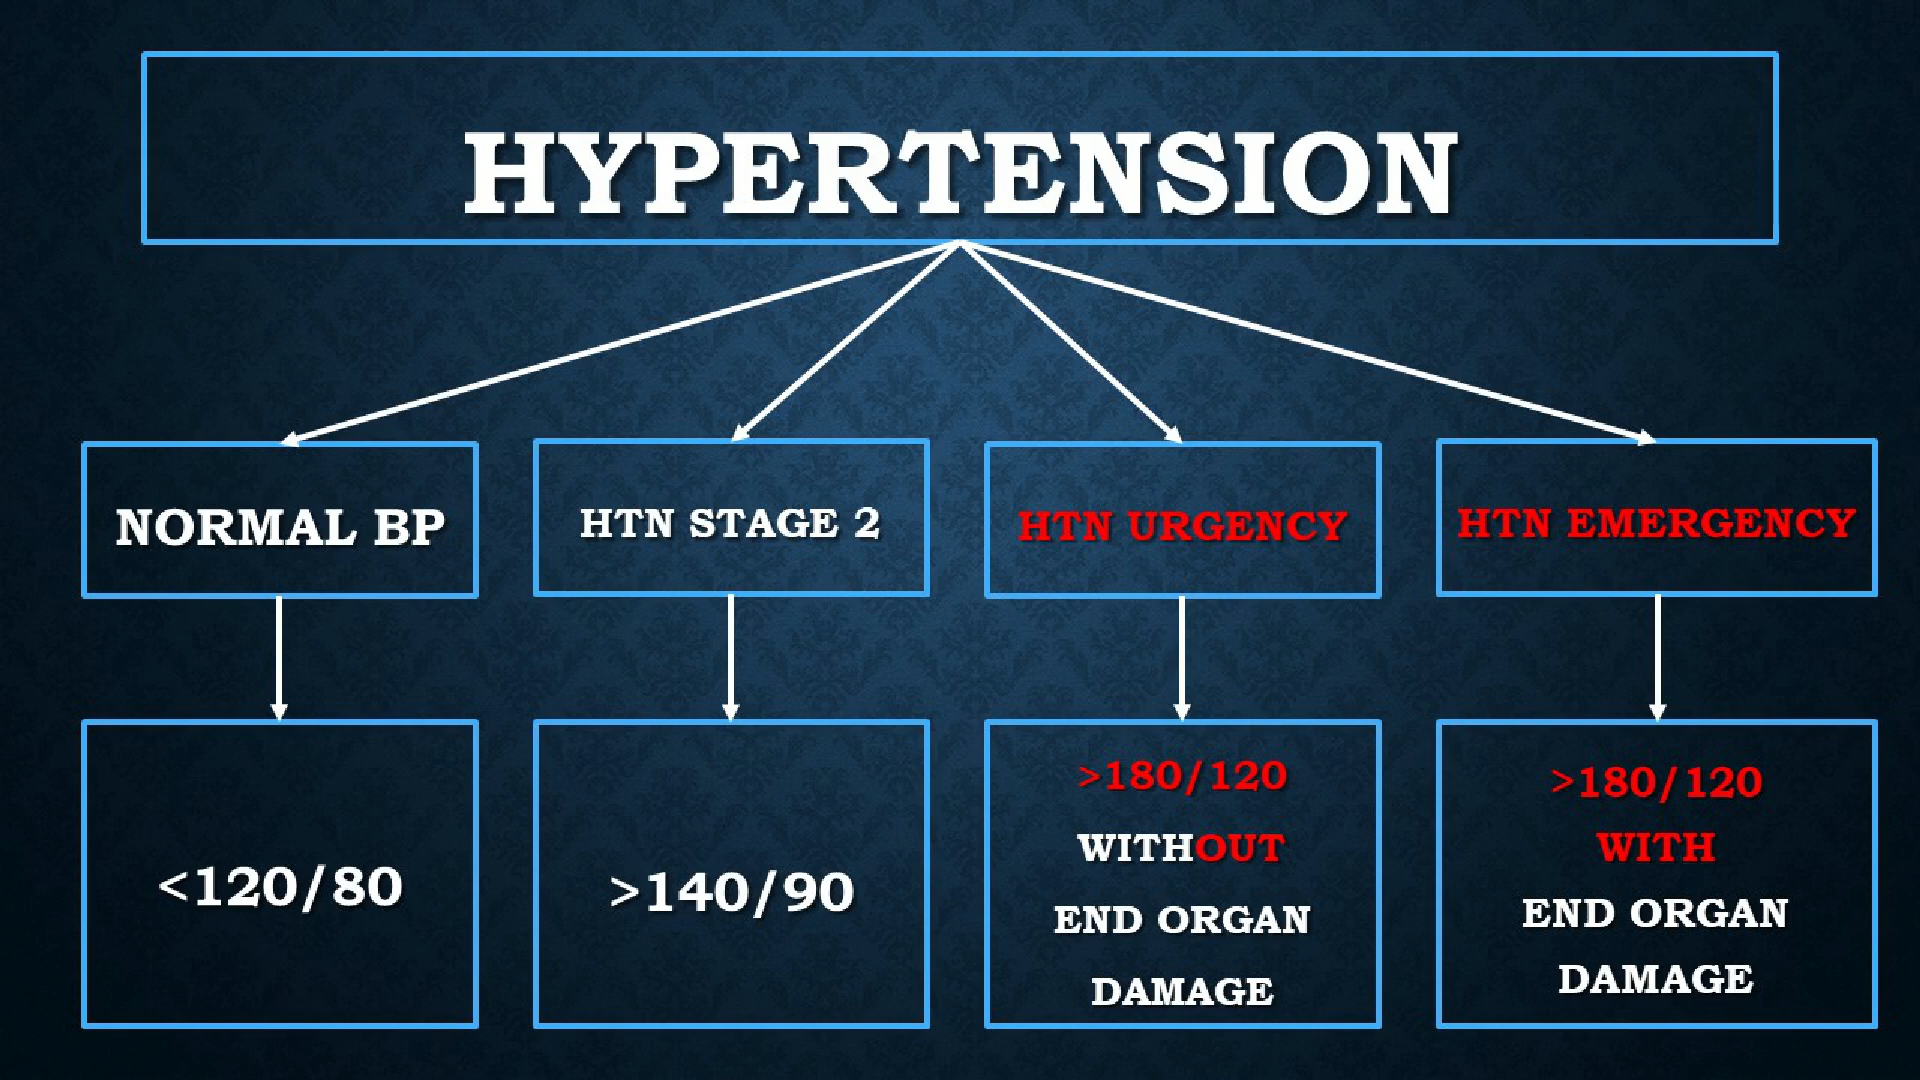 HYPERTENSION
NORMAL BP
HTN STAGE 2
HTN URGENCY
HTN EMERGENCY
<120/80
>140/90
>180/120
WITHOUT
END ORGAN
DAMAGE
>180/120
WITH
END ORGAN
DAMAGE